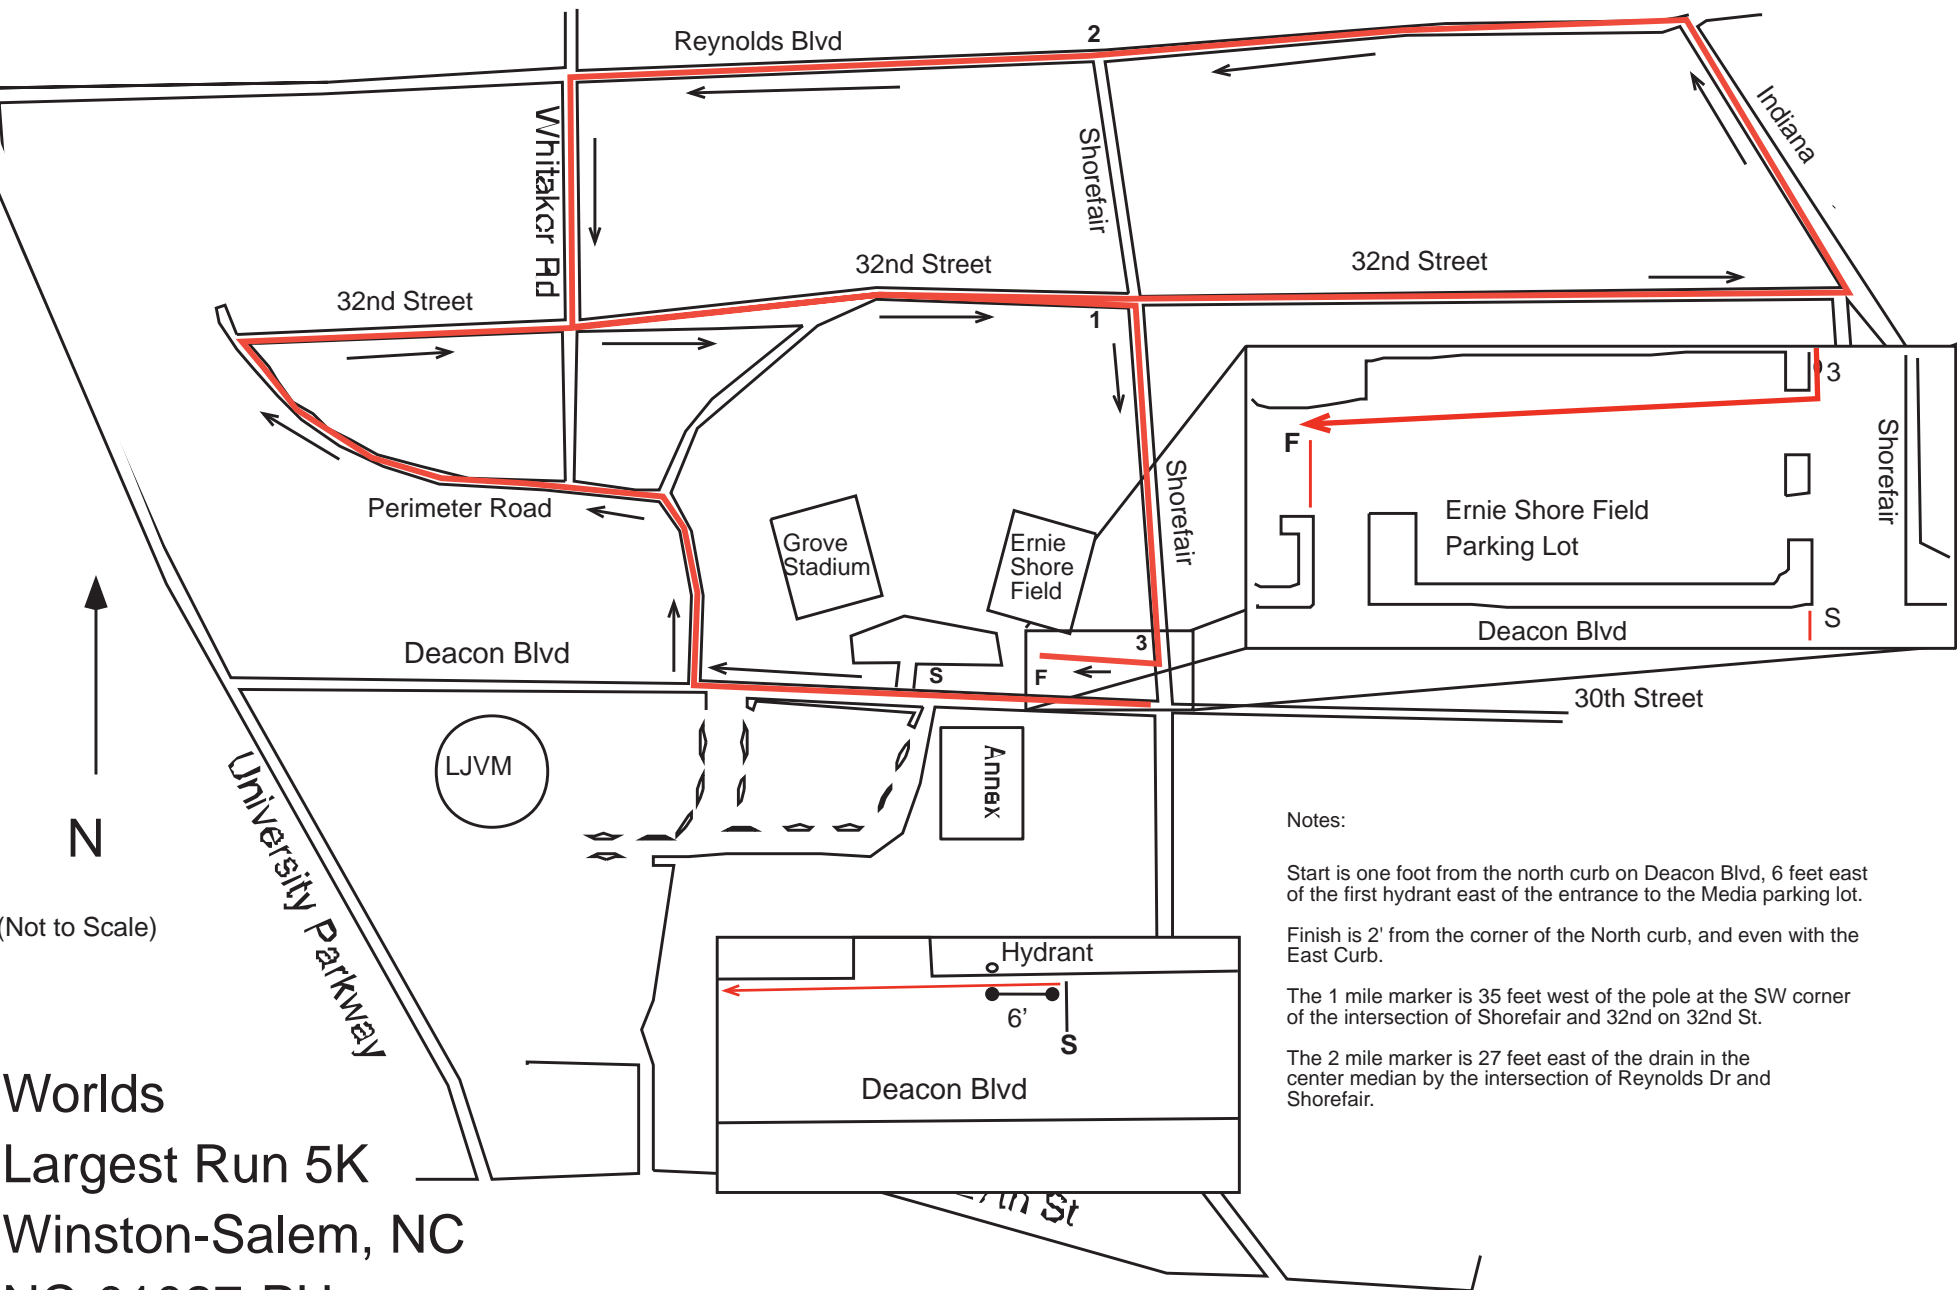 Reynolds Blvd
2
Indiana
Whitaker Rd
Shorefair
32nd Street
32nd Street
32nd Street
1
3
F
Shorefair
Ernie Shore Field
Parking Lot
S
Deacon Blvd
Perimeter Road
Grove
Stadium
Ernie
Shore
Field
Shorefair
3
Deacon Blvd
S
F
30th Street
LJVM
Annex
University Parkway
N
(Not to Scale)
Notes:
Start is one foot from the north curb on Deacon Blvd, 6 feet east
of the first hydrant east of the entrance to the Media parking lot.
Finish is 2' from the corner of the North curb, and even with the
East Curb.
The 1 mile marker is 35 feet west of the pole at the SW corner
of the intersection of Shorefair and 32nd on 32nd St.
The 2 mile marker is 27 feet east of the drain in the
center median by the intersection of Reynolds Dr and
Shorefair.
Hydrant
6’
S
Deacon Blvd
St
Worlds
Largest Run 5K
Winston-Salem, NC